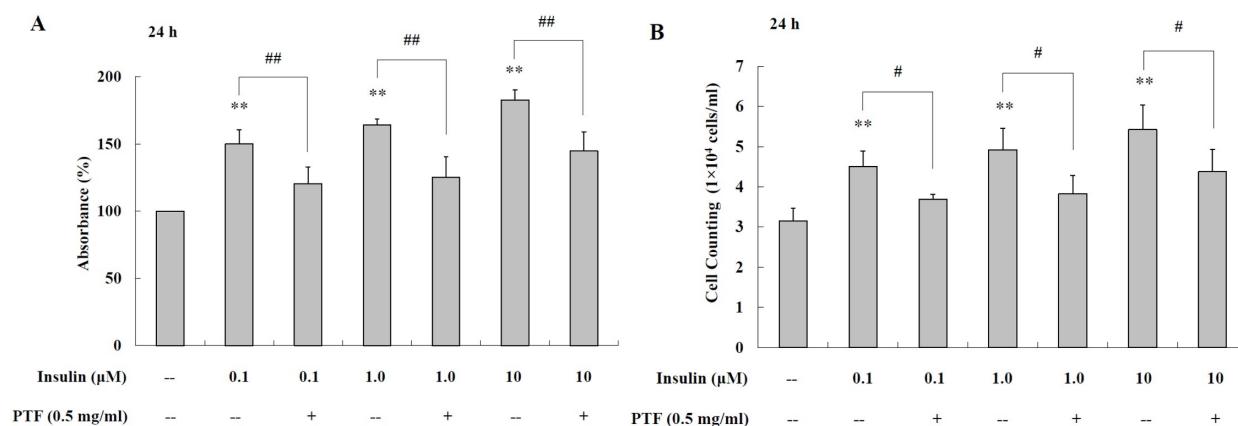 A
24 h
##
##
##
**
**
**
200
150
100
50
0
Absorbance (%)
Insulin (μM) -- 0.1 0.1 1.0 1.0 10 10
PTF (0.5 mg/ml) -- -- + -- + -- +
B
24 h
#
#
#
**
**
**
7
6
5
4
3
2
1
0
Cell Counting (1×10⁴ cells/ml)
Insulin (μM) -- 0.1 0.1 1.0 1.0 10 10
PTF (0.5 mg/ml) -- -- + -- + -- +